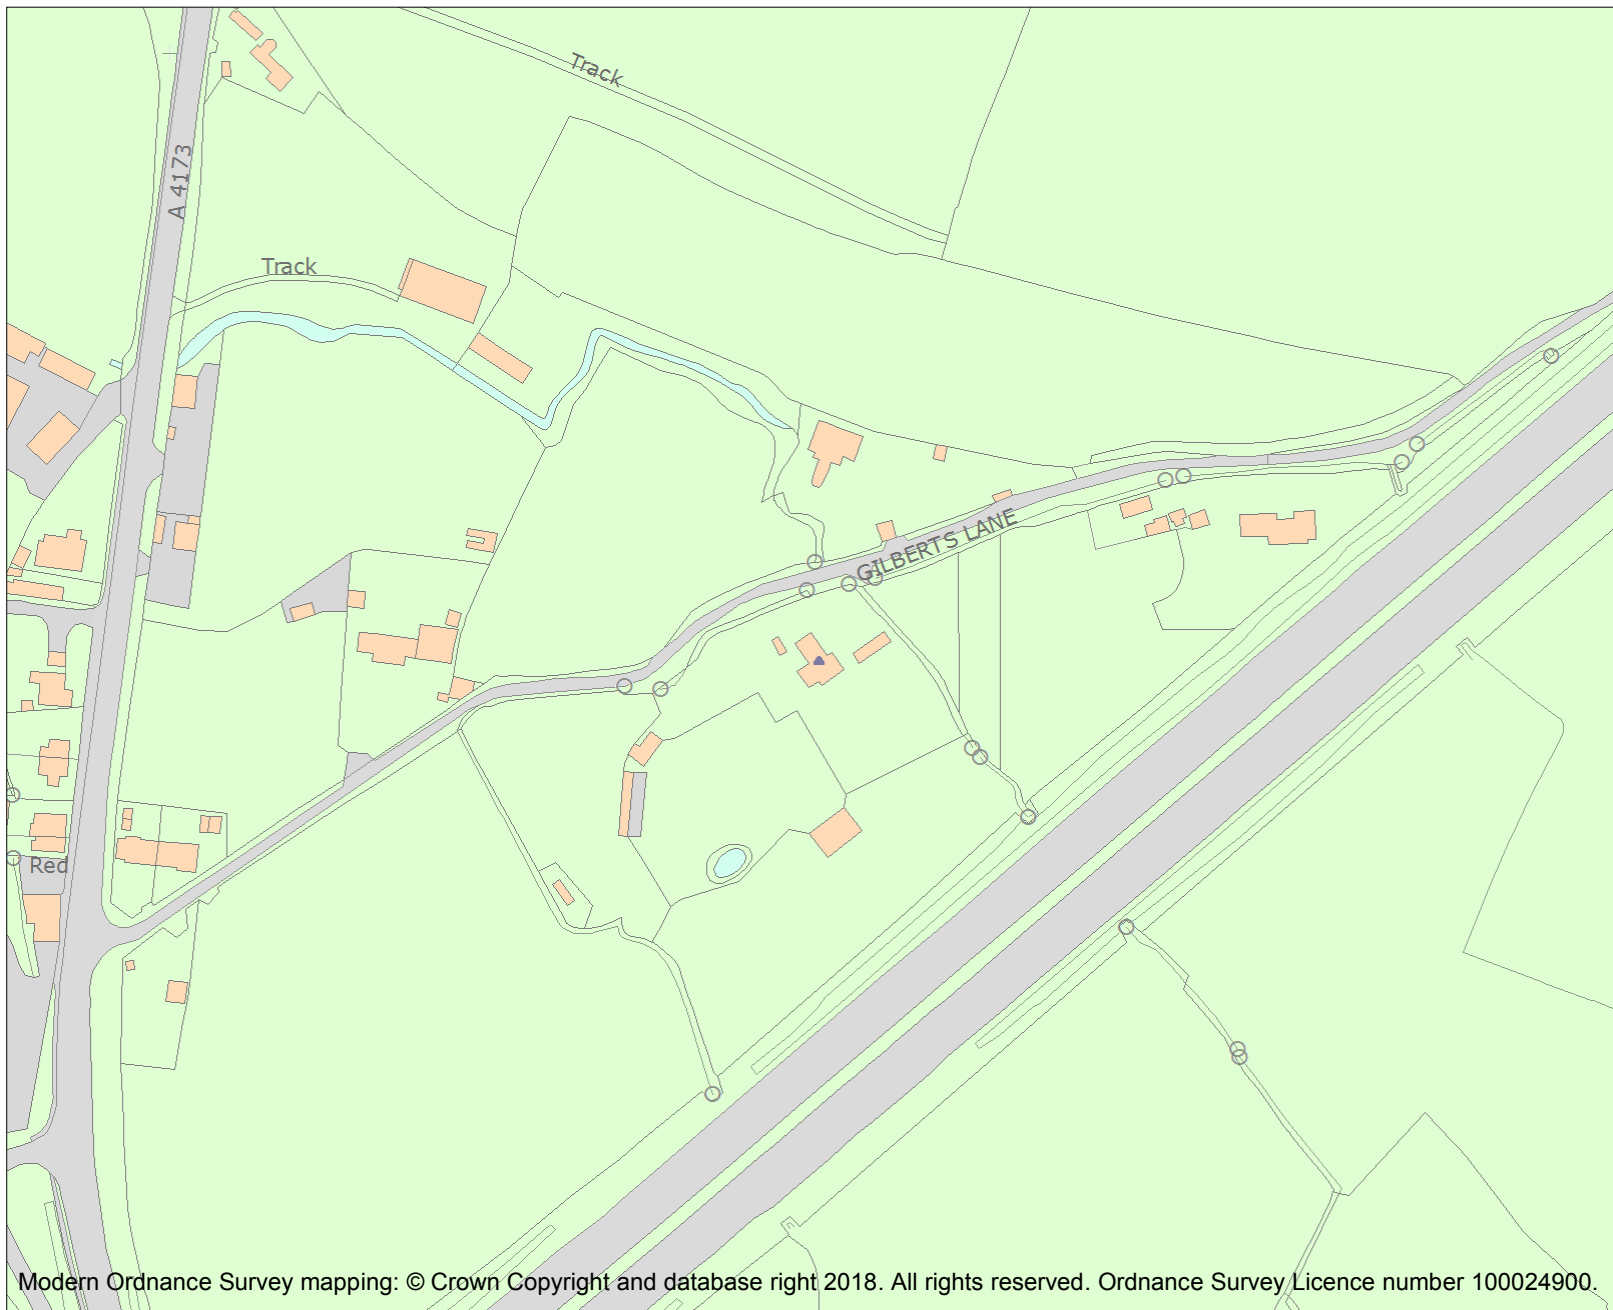 Track
A 4173
Track
GILBERTS LANE
Red
Modern Ordnance Survey mapping: © Crown Copyright and database right 2018. All rights reserved. Ordnance Survey Licence number 100024900.